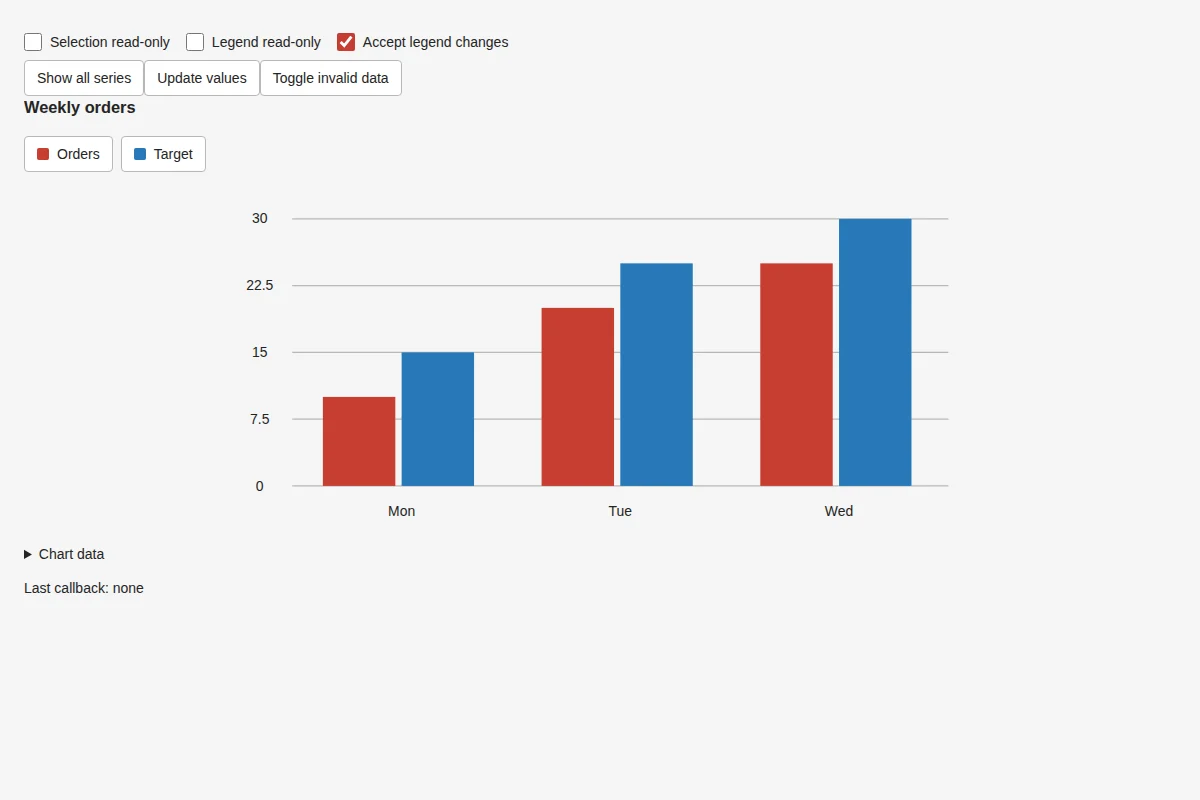 Selection read-only Legend read-only Accept legend changes
Show all series Update values Toggle invalid data
Weekly orders
Orders Target
30
22.5
15
7.5
0
Mon Tue Wed
Chart data
Last callback: none